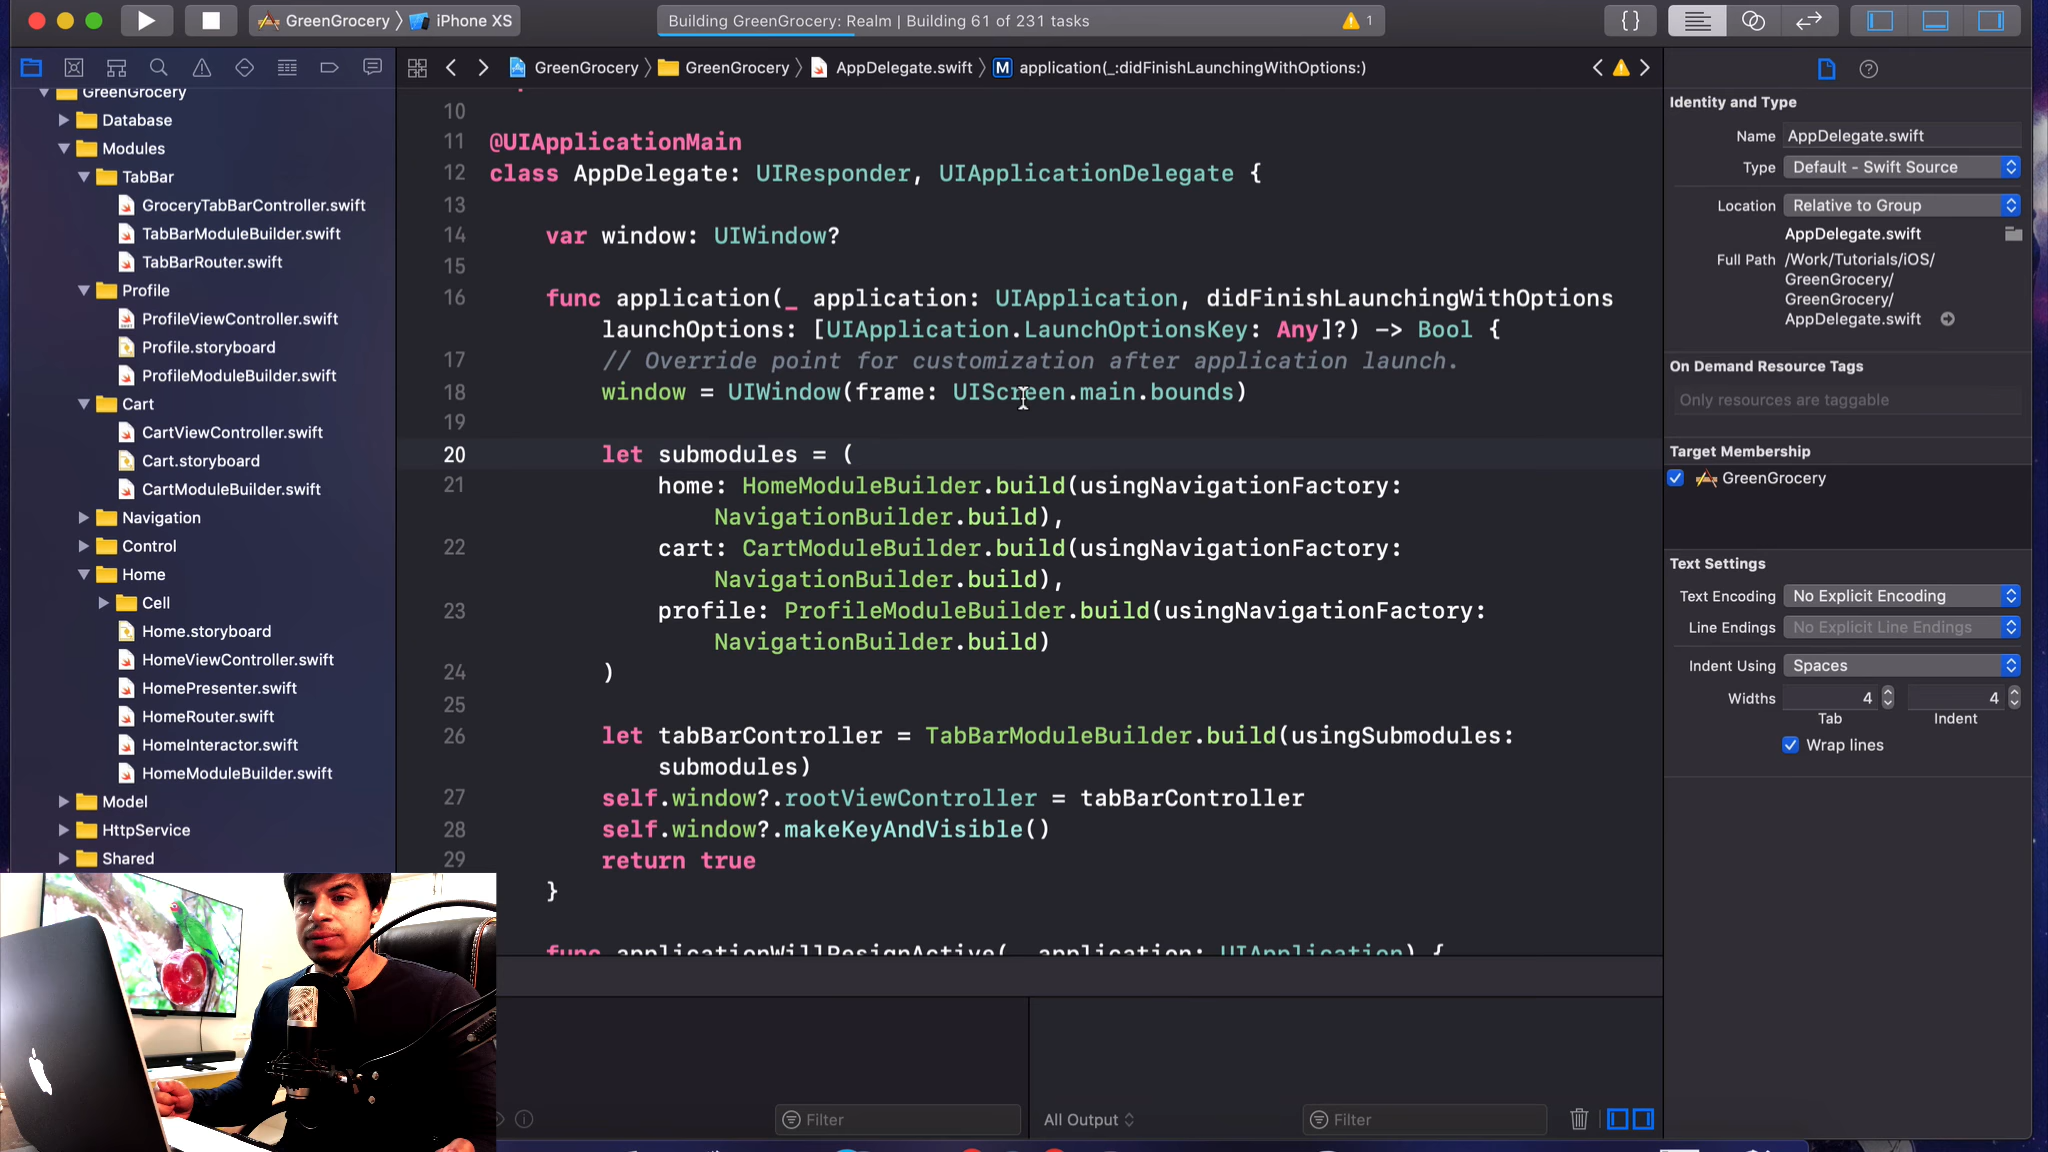 GreenGrocery
iPhone XS
Building GreenGrocery: Realm | Building 61 of 231 tasks
1
{}
GreenGrocery
GreenGrocery
AppDelegate.swift
M
application(_:didFinishLaunchingWithOptions:)
GreenGrocery
Database
Modules
TabBar
GroceryTabBarController.swift
TabBarModuleBuilder.swift
TabBarRouter.swift
Profile
ProfileViewController.swift
Profile.storyboard
ProfileModuleBuilder.swift
Cart
CartViewController.swift
Cart.storyboard
CartModuleBuilder.swift
Navigation
Control
Home
Cell
Home.storyboard
HomeViewController.swift
HomePresenter.swift
HomeRouter.swift
HomeInteractor.swift
HomeModuleBuilder.swift
Model
HttpService
Shared
10
11 @UIApplicationMain
12 class AppDelegate: UIResponder, UIApplicationDelegate {
13
14 var window: UIWindow?
15
16 func application(_ application: UIApplication, didFinishLaunchingWithOptions
launchOptions: [UIApplication.LaunchOptionsKey: Any]?) -> Bool {
17 // Override point for customization after application launch.
18 window = UIWindow(frame: UIScreen.main.bounds)
19
20 let submodules = (
21 home: HomeModuleBuilder.build(usingNavigationFactory:
NavigationBuilder.build),
22 cart: CartModuleBuilder.build(usingNavigationFactory:
NavigationBuilder.build),
23 profile: ProfileModuleBuilder.build(usingNavigationFactory:
NavigationBuilder.build)
24 )
25
26 let tabBarController = TabBarModuleBuilder.build(usingSubmodules:
submodules)
27 self.window?.rootViewController = tabBarController
28 self.window?.makeKeyAndVisible()
29 return true
}
func applicationWillResignActive(_ application: UIApplication) {
Filter
All Output
Filter
Identity and Type
Name AppDelegate.swift
Type Default - Swift Source
Location Relative to Group
AppDelegate.swift
Full Path /Work/Tutorials/iOS/
GreenGrocery/
GreenGrocery/
AppDelegate.swift
On Demand Resource Tags
Only resources are taggable
Target Membership
GreenGrocery
Text Settings
Text Encoding No Explicit Encoding
Line Endings No Explicit Line Endings
Indent Using Spaces
Widths 4 4
Tab Indent
Wrap lines